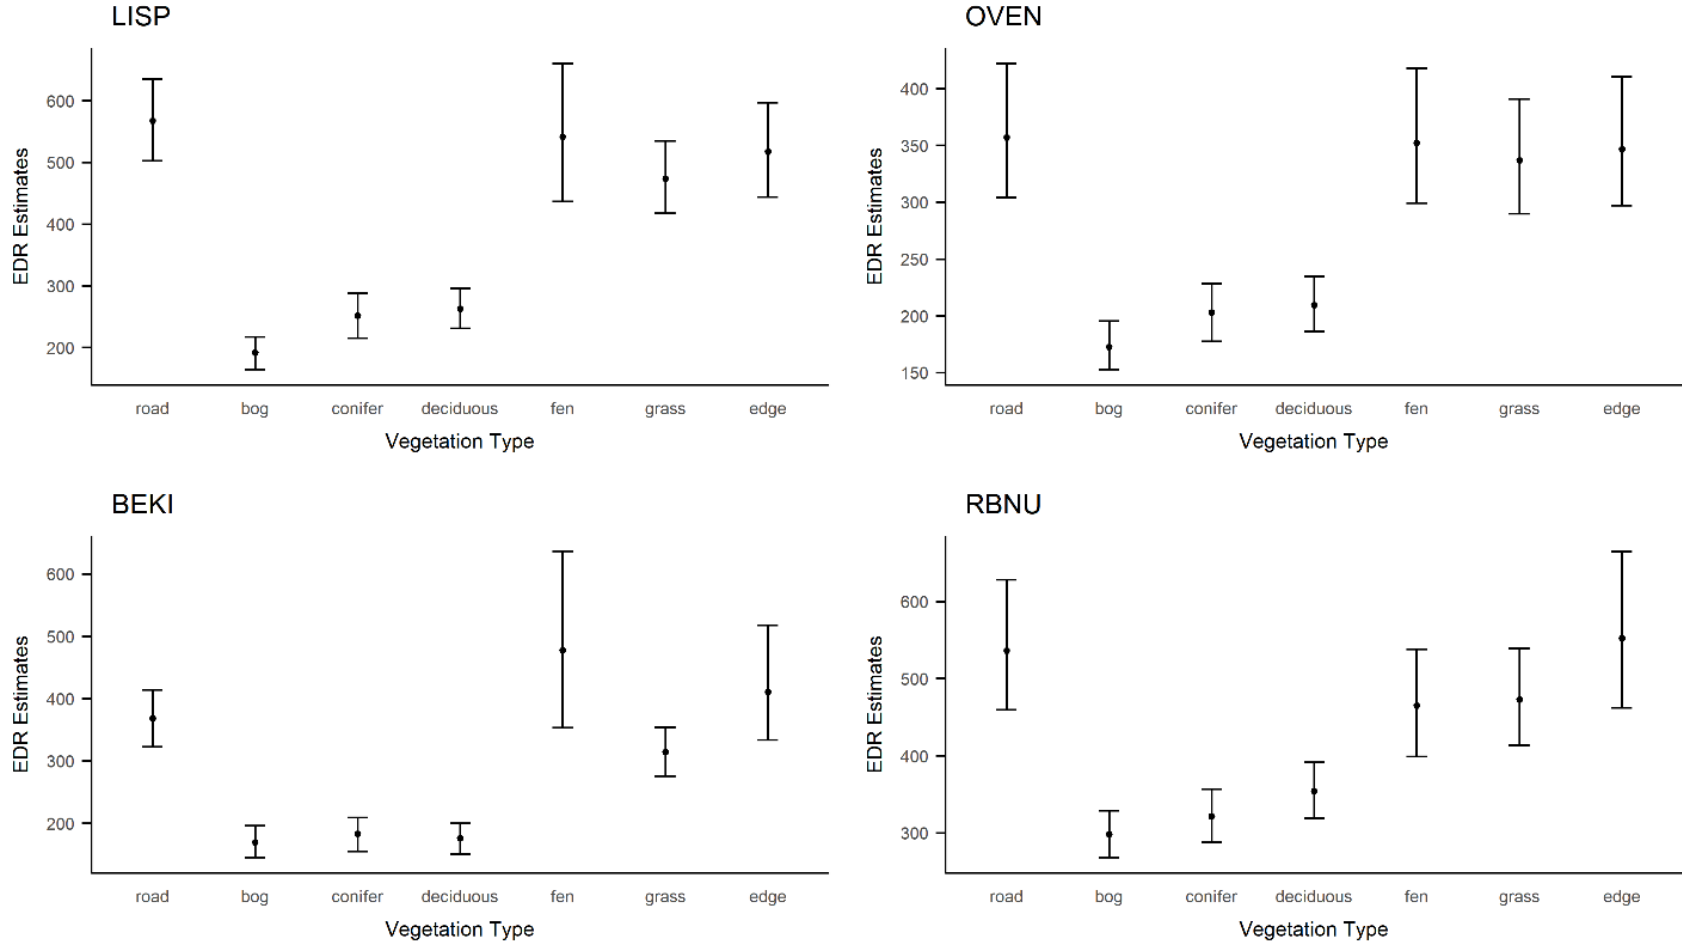 LISP
EDR Estimates
600
500
400
300
200
road bog conifer deciduous fen grass edge
Vegetation Type
OVEN
EDR Estimates
400
350
300
250
200
150
road bog conifer deciduous fen grass edge
Vegetation Type
BEKI
EDR Estimates
600
500
400
300
200
road bog conifer deciduous fen grass edge
Vegetation Type
RBNU
EDR Estimates
600
500
400
300
road bog conifer deciduous fen grass edge
Vegetation Type